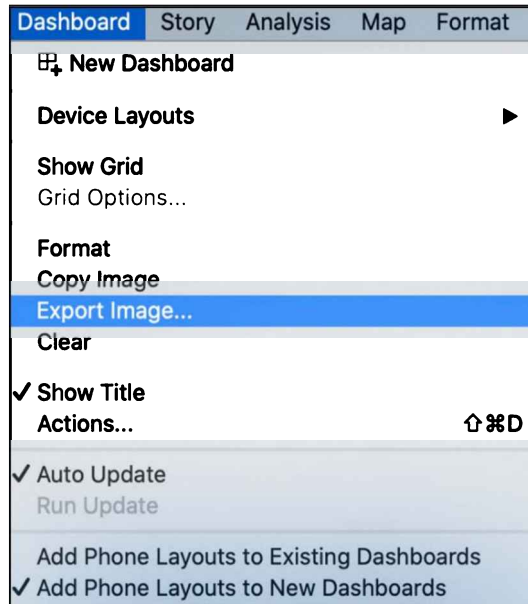 Dashboard Story Analysis Map Format
New Dashboard
Device Layouts ▶
Show Grid
Grid Options...
Format
Copy Image
Export Image...
Clear
✓ Show Title
Actions... ⇧⌘D
✓ Auto Update
Run Update
Add Phone Layouts to Existing Dashboards
✓ Add Phone Layouts to New Dashboards